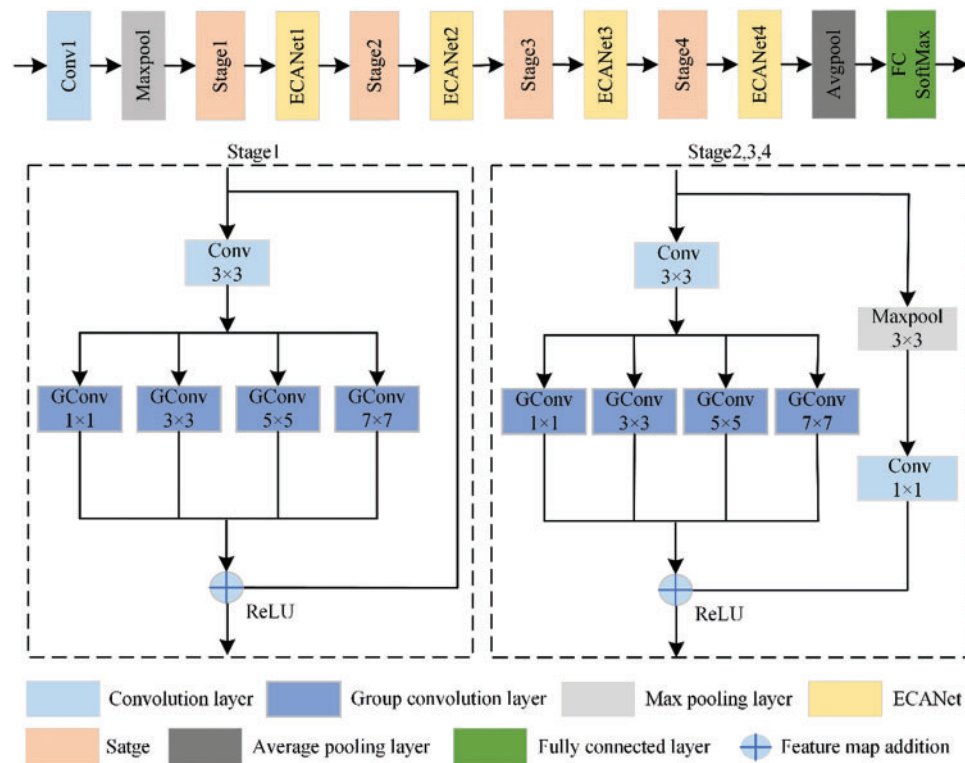 Conv1
Maxpool
Stage1
ECANet1
Stage2
ECANet2
Stage3
ECANet3
Stage4
ECANet4
Avgpool
FC
SoftMax
Stage1
Conv
3×3
GConv
1×1
GConv
3×3
GConv
5×5
GConv
7×7
ReLU
Stage2,3,4
Conv
3×3
Maxpool
3×3
GConv
1×1
GConv
3×3
GConv
5×5
GConv
7×7
Conv
1×1
ReLU
Convolution layer
Group convolution layer
Max pooling layer
ECANet
Satge
Average pooling layer
Fully connected layer
Feature map addition